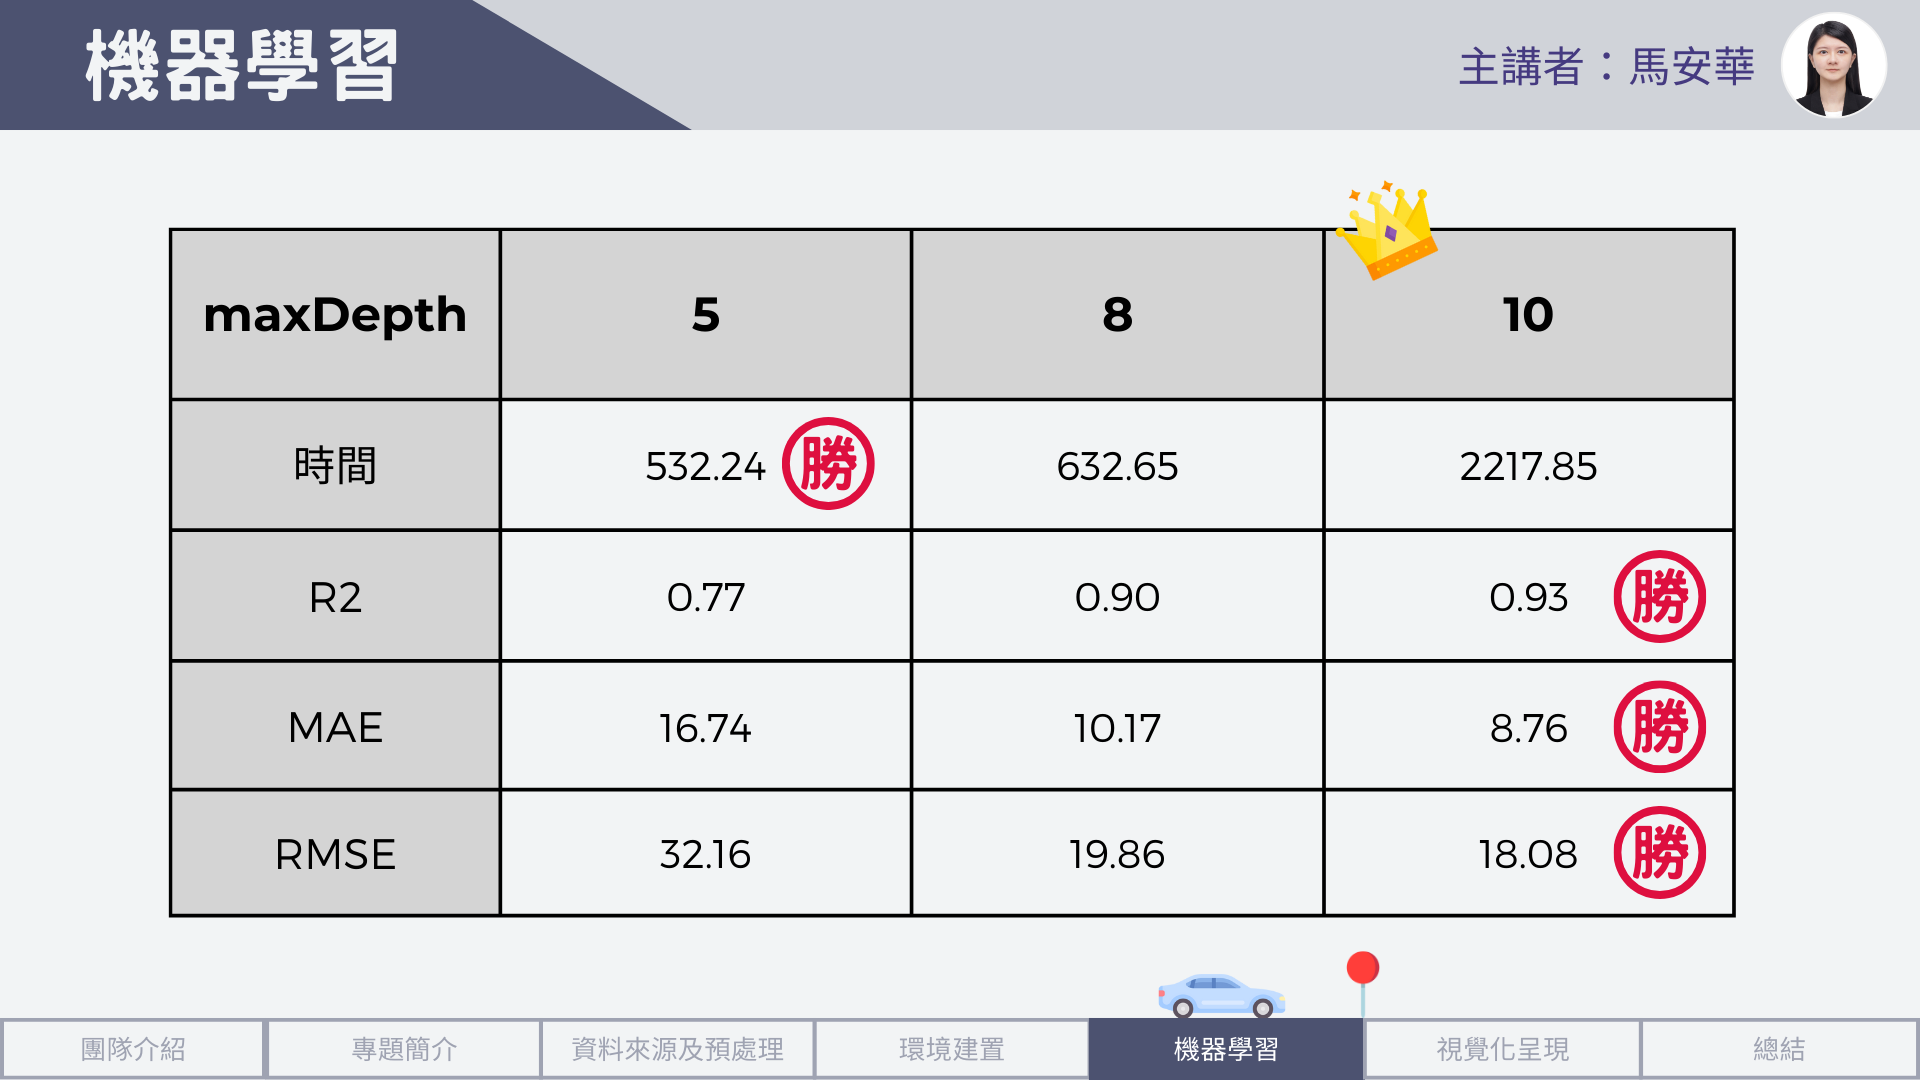 機器學習
主講者：馬安華
maxDepth 5 8 10
時間 532.24 勝 632.65 2217.85
R2 0.77 0.90 0.93 勝
MAE 16.74 10.17 8.76 勝
RMSE 32.16 19.86 18.08 勝
團隊介紹 專題簡介 資料來源及預處理 環境建置 機器學習 視覺化呈現 總結